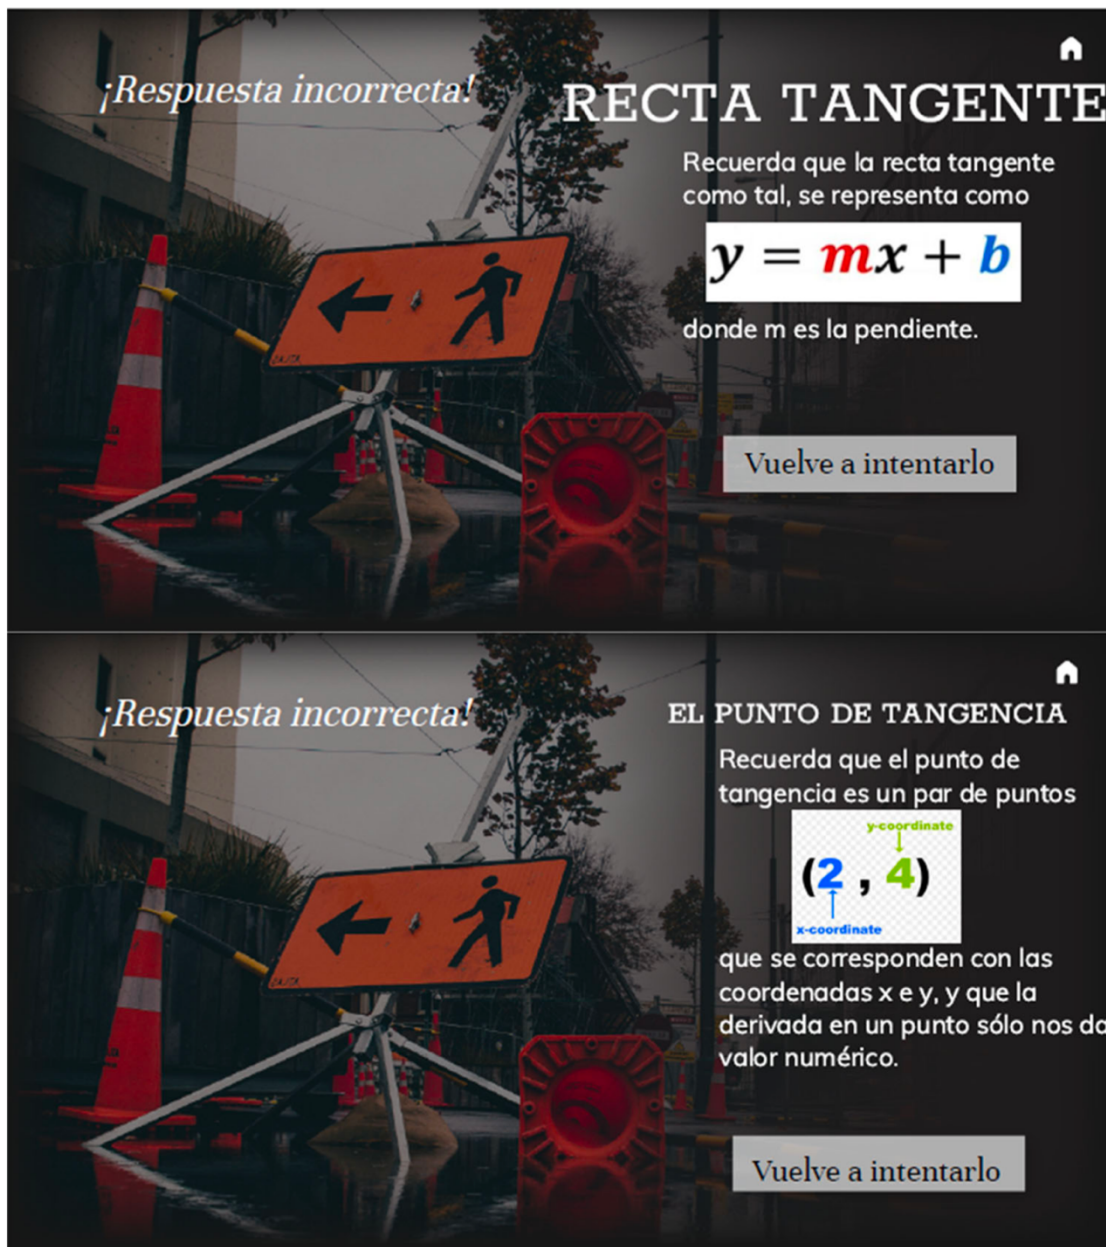 ¡Respuesta incorrecta!
RECTA TANGENTE
Recuerda que la recta tangente
como tal, se representa como
y = mx + b
donde m es la pendiente.
Vuelve a intentarlo
¡Respuesta incorrecta!
EL PUNTO DE TANGENCIA
Recuerda que el punto de
tangencia es un par de puntos
y-coordinate
(2 , 4)
x-coordinate
que se corresponden con las
coordenadas x e y, y que la
derivada en un punto sólo nos da
valor numérico.
Vuelve a intentarlo